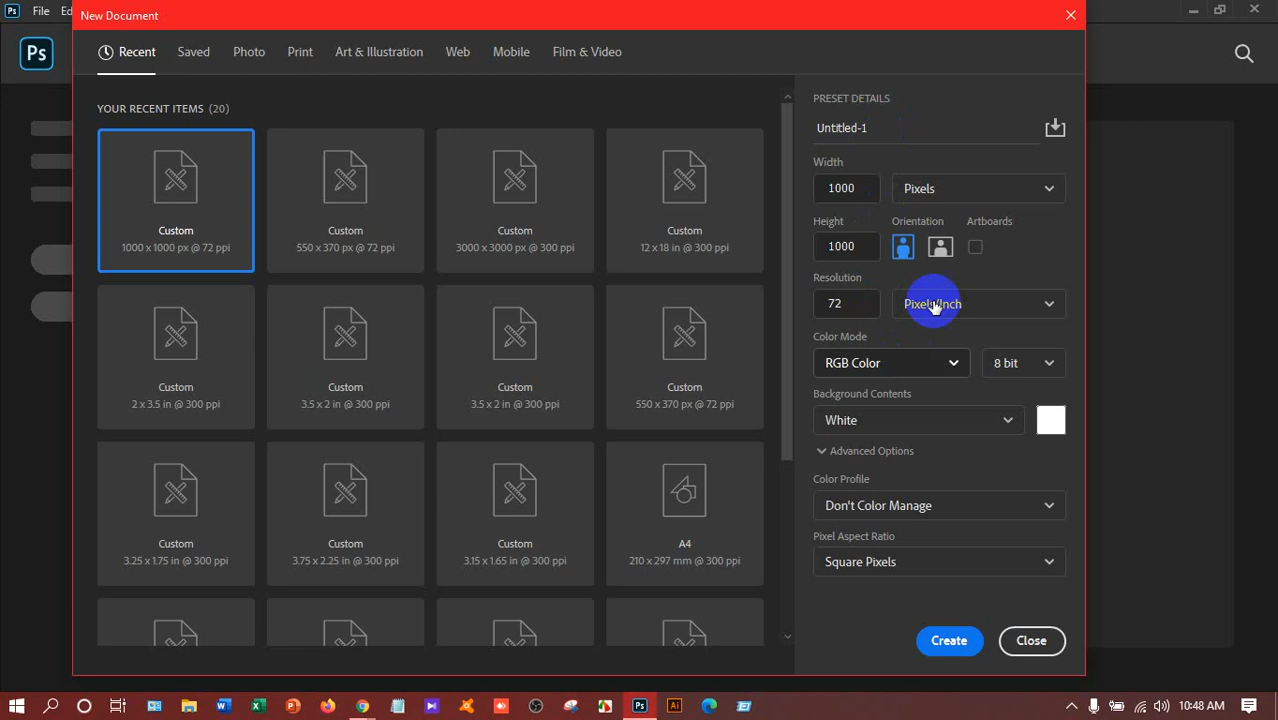 Ps File Ed
New Document
Ps
Recent Saved Photo Print Art & Illustration Web Mobile Film & Video
YOUR RECENT ITEMS (20)
Custom
1000 x 1000 px @ 72 ppi
Custom
550 x 370 px @ 72 ppi
Custom
3000 x 3000 px @ 300 ppi
Custom
12 x 18 in @ 300 ppi
Custom
2 x 3.5 in @ 300 ppi
Custom
3.5 x 2 in @ 300 ppi
Custom
3.5 x 2 in @ 300 ppi
Custom
550 x 370 px @ 72 ppi
Custom
3.25 x 1.75 in @ 300 ppi
Custom
3.75 x 2.25 in @ 300 ppi
Custom
3.15 x 1.65 in @ 300 ppi
A4
210 x 297 mm @ 300 ppi
PRESET DETAILS
Untitled-1
Width
1000 Pixels
Height Orientation Artboards
1000
Resolution
72 Pixels/Inch
Color Mode
RGB Color 8 bit
Background Contents
White
Advanced Options
Color Profile
Don't Color Manage
Pixel Aspect Ratio
Square Pixels
Create Close
Ps Ai 10:48 AM